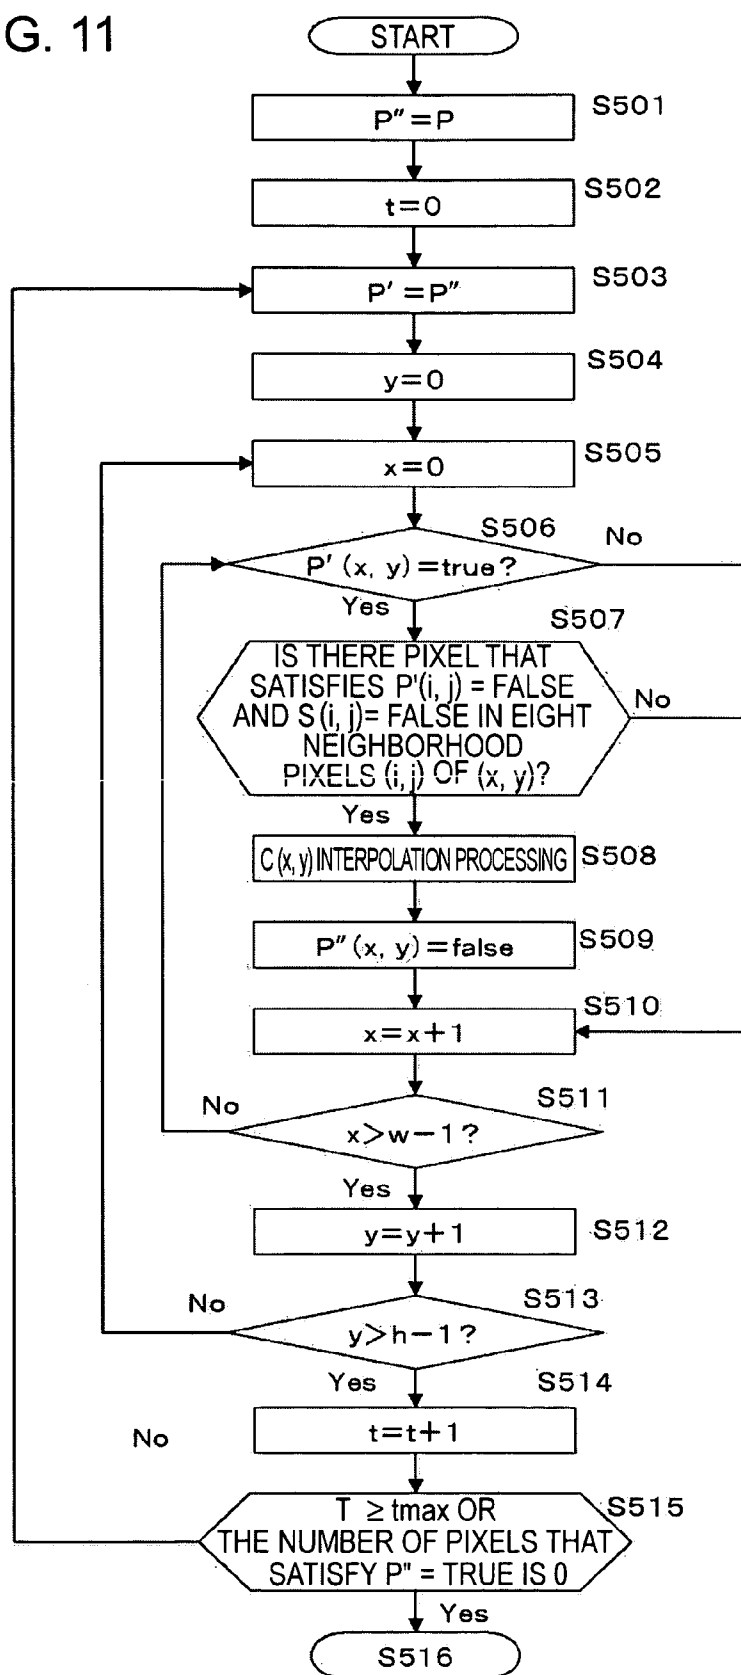 G. 11
START
S501
P″=P
S502
t=0
S503
P′=P″
S504
y=0
S505
x=0
S506
No
P′(x, y)=true?
Yes
S507
IS THERE PIXEL THAT
SATISFIES P'(i, j) = FALSE
AND S(i, j)= FALSE IN EIGHT
NEIGHBORHOOD
PIXELS (i,j) OF (x, y)?
No
Yes
C(x, y) INTERPOLATION PROCESSING
S508
P″(x, y)=false
S509
S510
x=x+1
No
S511
x>w-1?
Yes
y=y+1
S512
No
S513
y>h-1?
Yes
S514
t=t+1
No
T ≥ tmax OR
S515
THE NUMBER OF PIXELS THAT
SATISFY P" = TRUE IS 0
Yes
S516